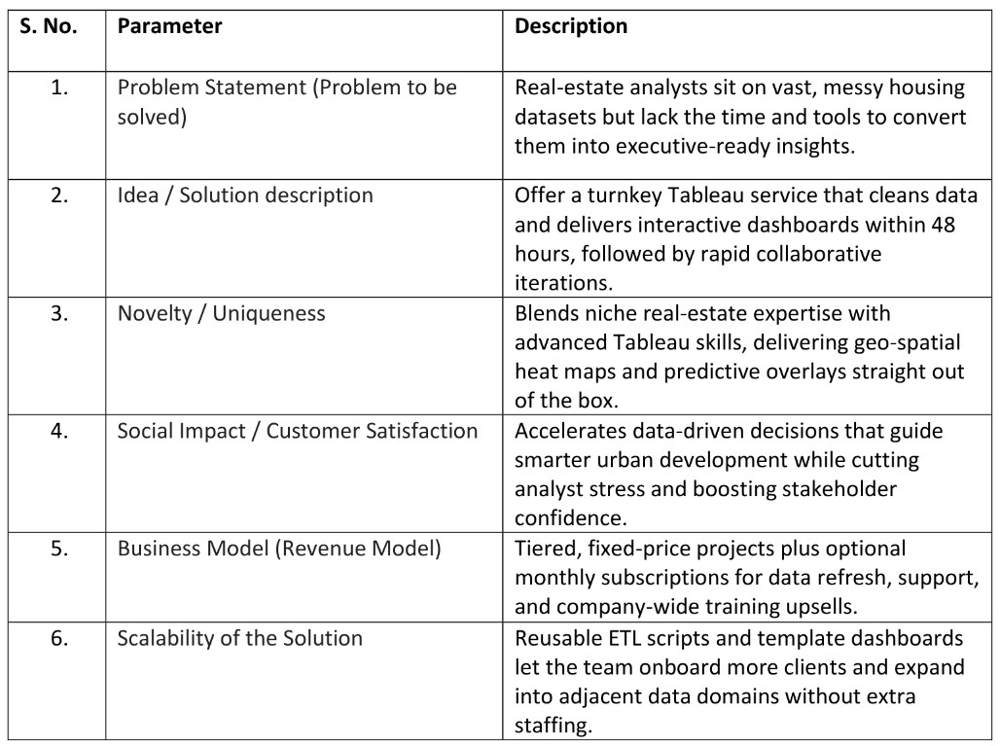 S. No. Parameter Description
1. Problem Statement (Problem to be solved) Real-estate analysts sit on vast, messy housing
datasets but lack the time and tools to convert
them into executive-ready insights.
2. Idea / Solution description Offer a turnkey Tableau service that cleans data
and delivers interactive dashboards within 48
hours, followed by rapid collaborative
iterations.
3. Novelty / Uniqueness Blends niche real-estate expertise with
advanced Tableau skills, delivering geo-spatial
heat maps and predictive overlays straight out
of the box.
4. Social Impact / Customer Satisfaction Accelerates data-driven decisions that guide
smarter urban development while cutting
analyst stress and boosting stakeholder
confidence.
5. Business Model (Revenue Model) Tiered, fixed-price projects plus optional
monthly subscriptions for data refresh, support,
and company-wide training upsells.
6. Scalability of the Solution Reusable ETL scripts and template dashboards
let the team onboard more clients and expand
into adjacent data domains without extra
staffing.